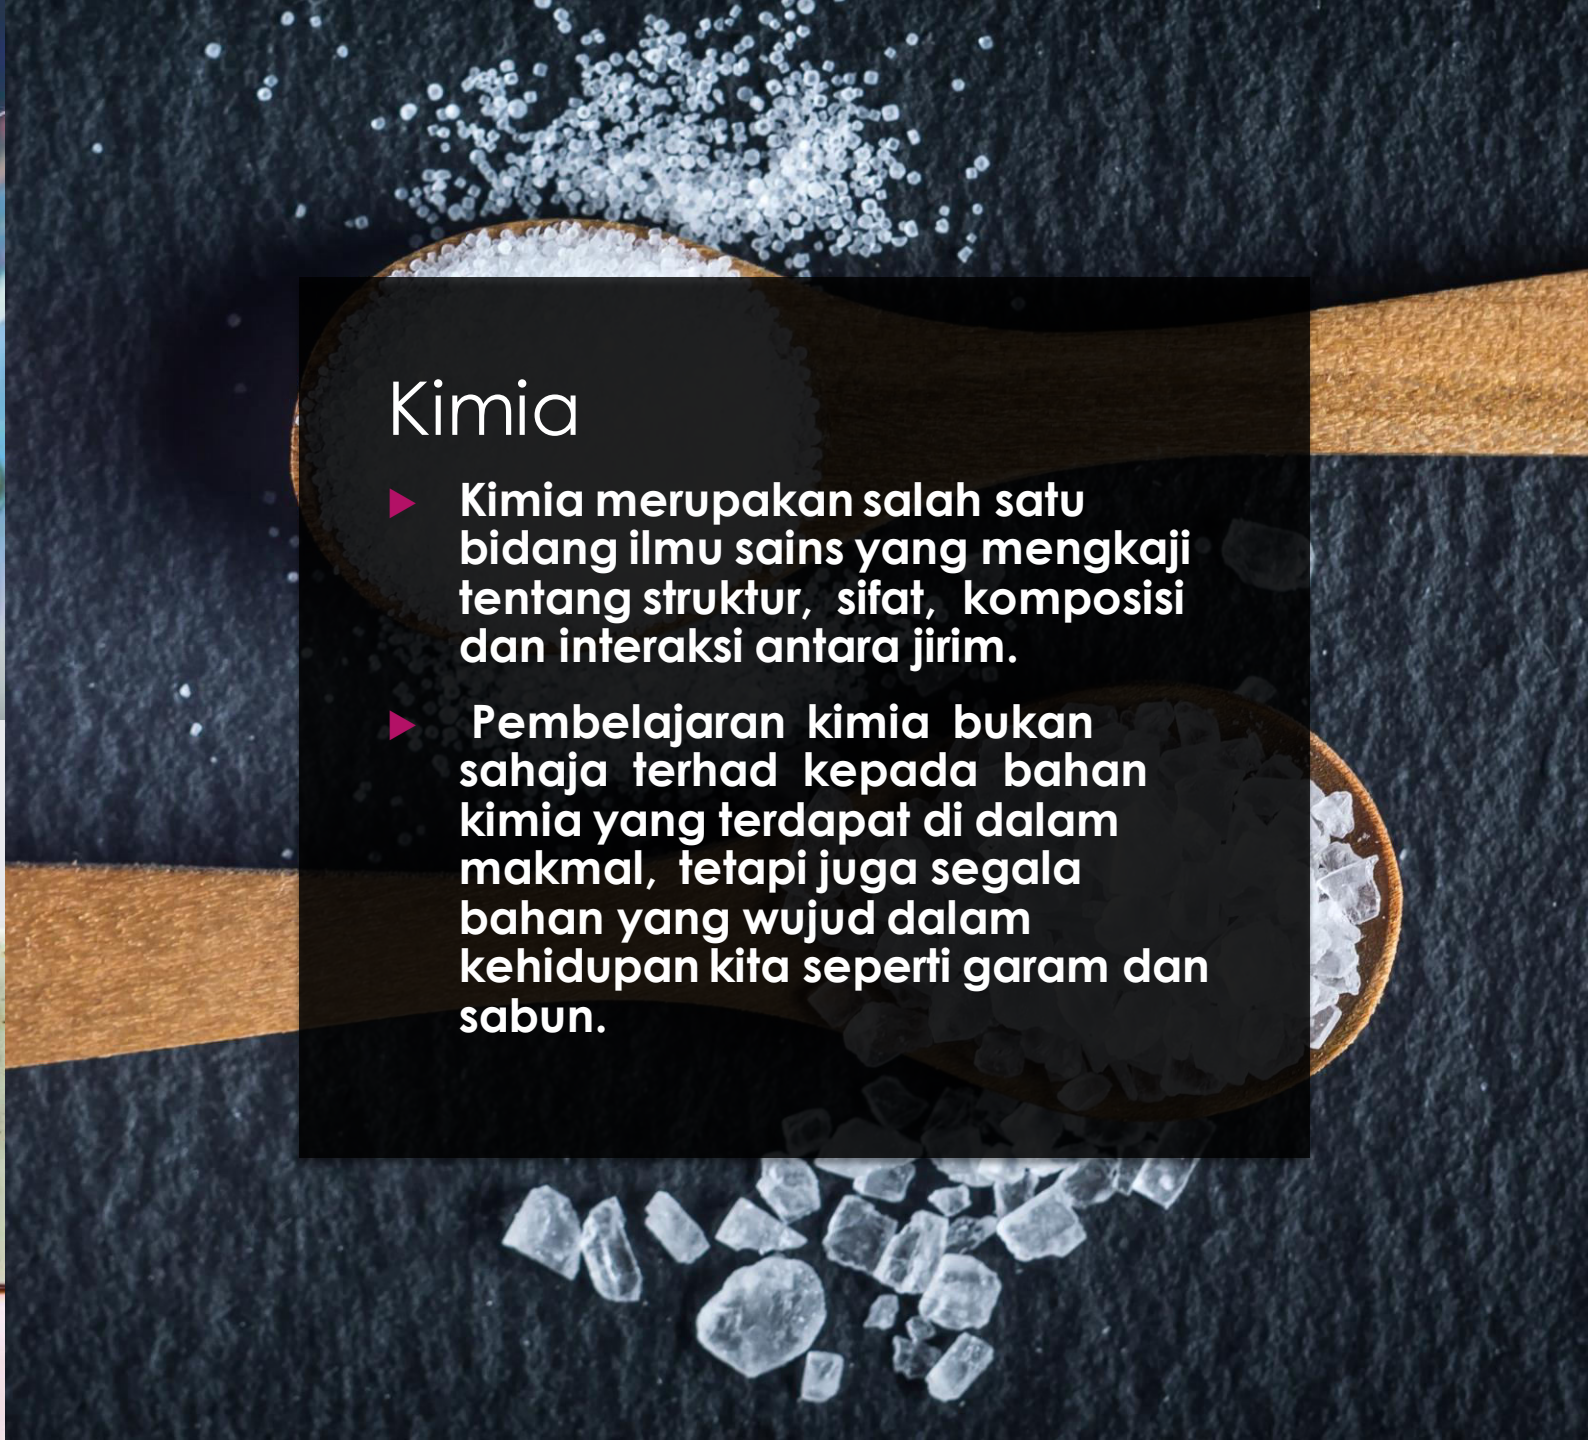 Kimia
Kimia merupakan salah satu
bidang ilmu sains yang mengkaji
tentang struktur, sifat, komposisi
dan interaksi antara jirim.
Pembelajaran kimia bukan
sahaja terhad kepada bahan
kimia yang terdapat di dalam
makmal, tetapi juga segala
bahan yang wujud dalam
kehidupan kita seperti garam dan
sabun.